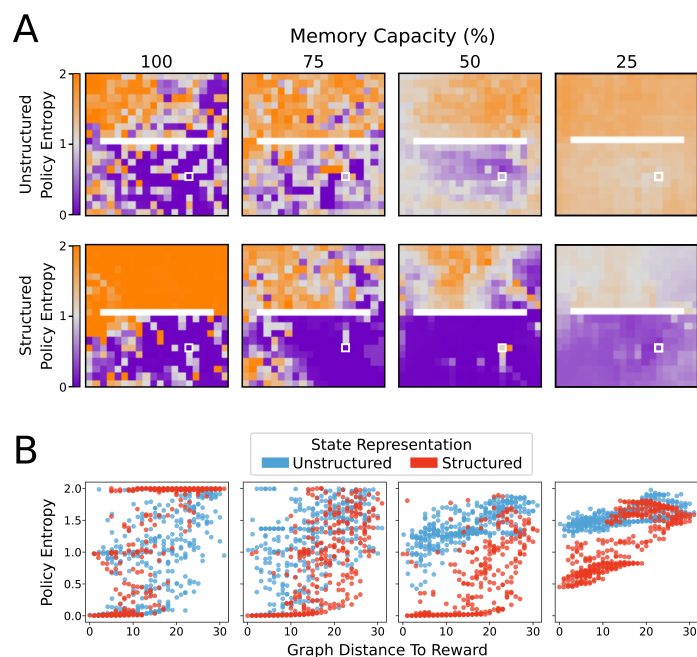 A
Memory Capacity (%)
100 75 50 25
Unstructured
Policy Entropy
2
1
0
Structured
Policy Entropy
2
1
0
B
State Representation
Unstructured Structured
Policy Entropy
2.0
1.5
1.0
0.5
0.0
0 10 20 30 0 10 20 30 0 10 20 30 0 10 20 30
Graph Distance To Reward